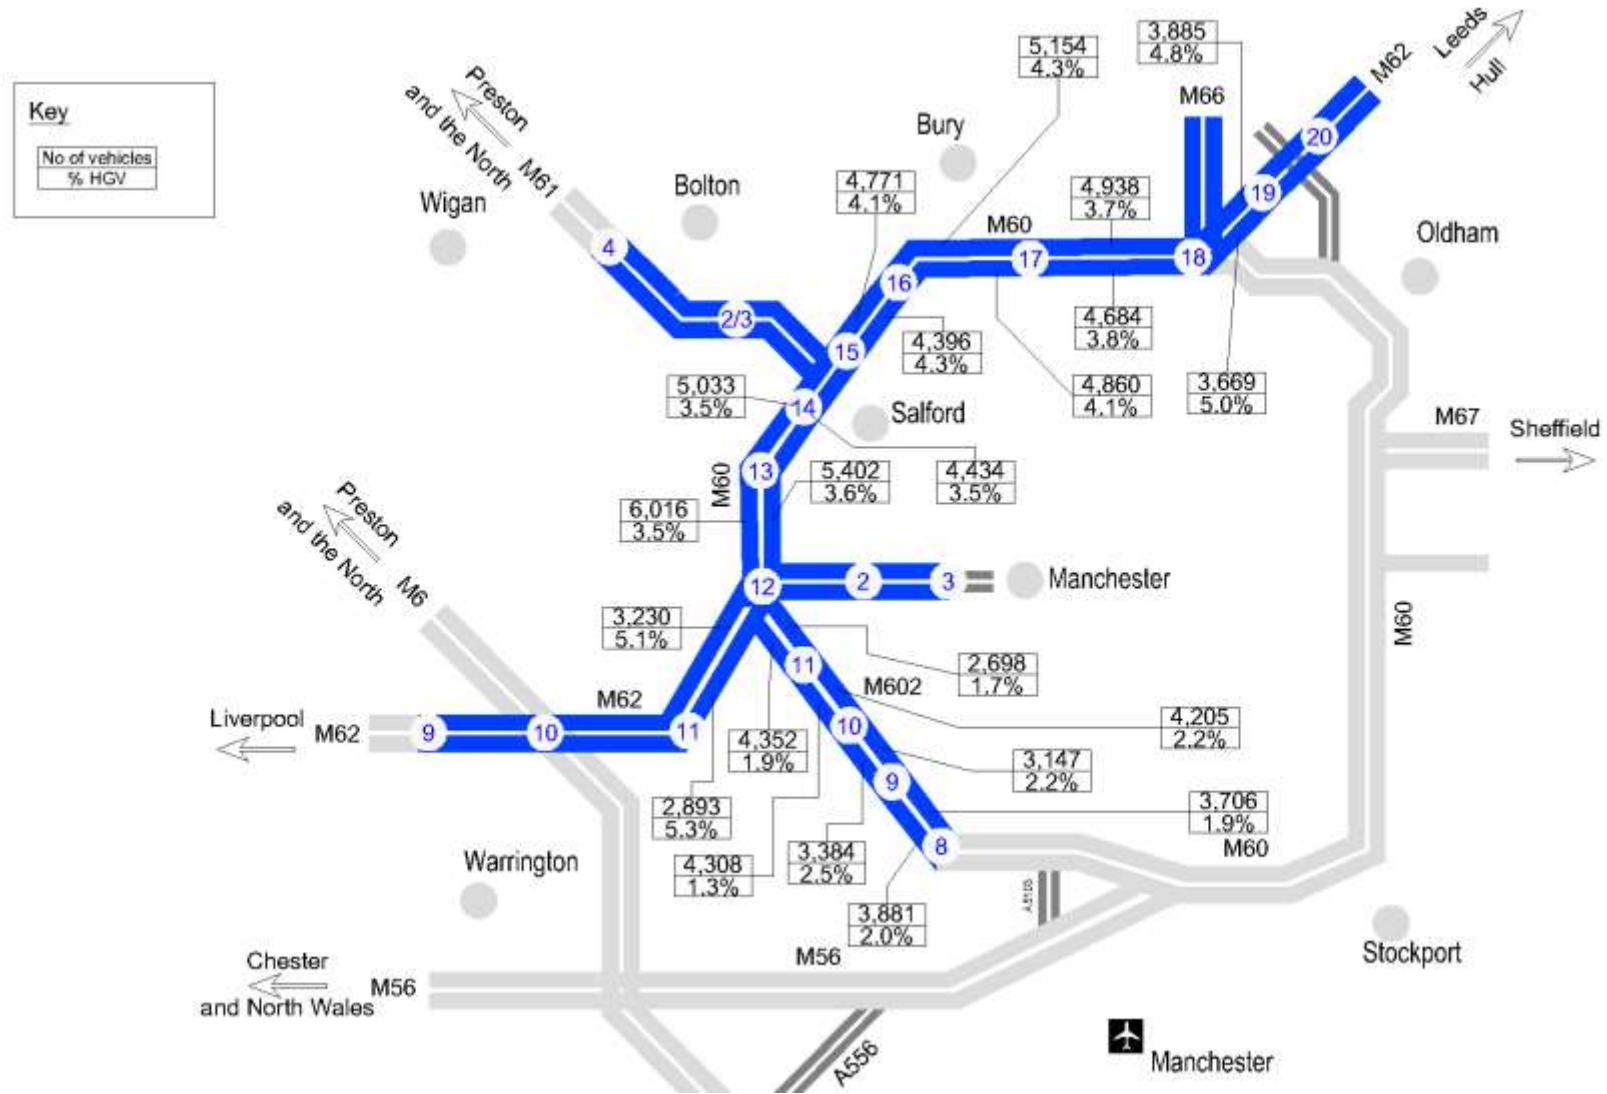 Key
No of vehicles
% HGV
Preston
and the North
M61
Wigan
Bolton
Bury
5,154
4.3%
3,885
4.8%
M66
M62
Leeds
Hull
4,771
4.1%
M60
4,938
3.7%
Oldham
4
2/3
15
16
17
18
19
20
4,396
4.3%
4,684
3.8%
4,860
4.1%
3,669
5.0%
5,033
3.5%
14
Salford
M67
Sheffield
13
M60
5,402
3.6%
4,434
3.5%
6,016
3.5%
Preston
and the North
M6
12
2
3
Manchester
M60
3,230
5.1%
11
2,698
1.7%
M602
M62
Liverpool
M62
9
10
11
10
4,205
2.2%
4,352
1.9%
3,147
2.2%
9
2,893
5.3%
3,706
1.9%
8
M60
4,308
1.3%
3,384
2.5%
Warrington
3,881
2.0%
Stockport
Chester
and North Wales
M56
M56
A556
Manchester